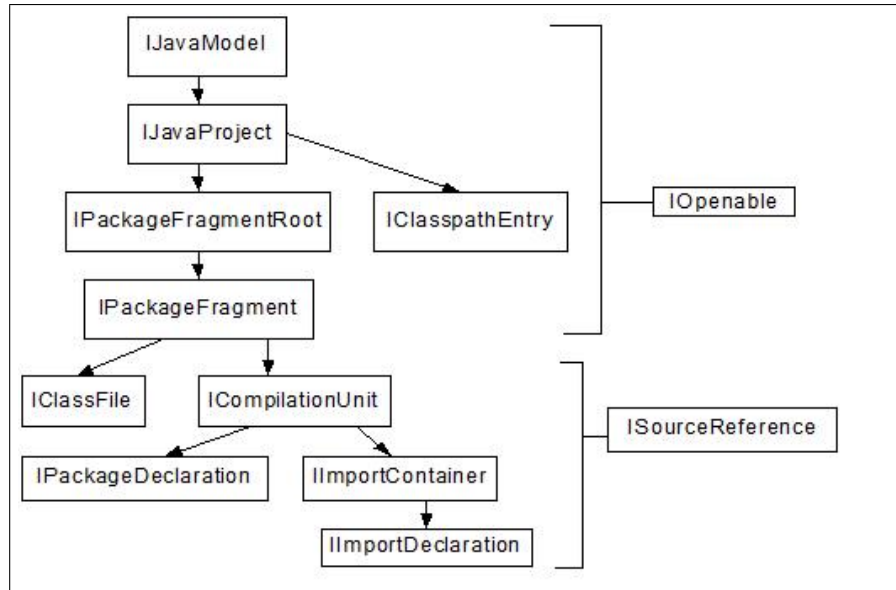 IJavaModel
IJavaProject
IPackageFragmentRoot
IClasspathEntry
IOpenable
IPackageFragment
IClassFile
ICompilationUnit
ISourceReference
IPackageDeclaration
IImportContainer
IImportDeclaration